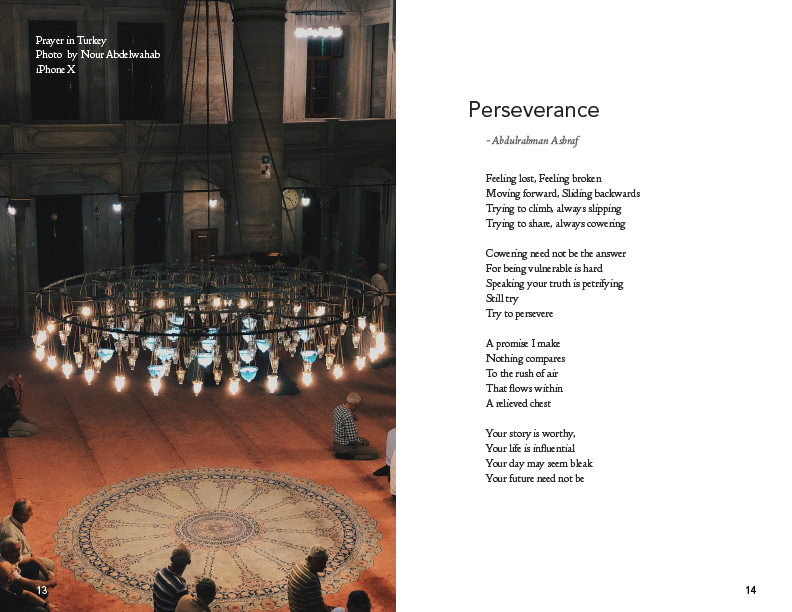 Prayer in Turkey
Photo by Nour Abdelwahab
iPhone X
13
Perseverance
- Abdulrahman Ashraf
Feeling lost, Feeling broken
Moving forward, Sliding backwards
Trying to climb, always slipping
Trying to share, always cowering
Cowering need not be the answer
For being vulnerable is hard
Speaking your truth is petrifying
Still try
Try to persevere
A promise I make
Nothing compares
To the rush of air
That flows within
A relieved chest
Your story is worthy,
Your life is influential
Your day may seem bleak
Your future need not be
14